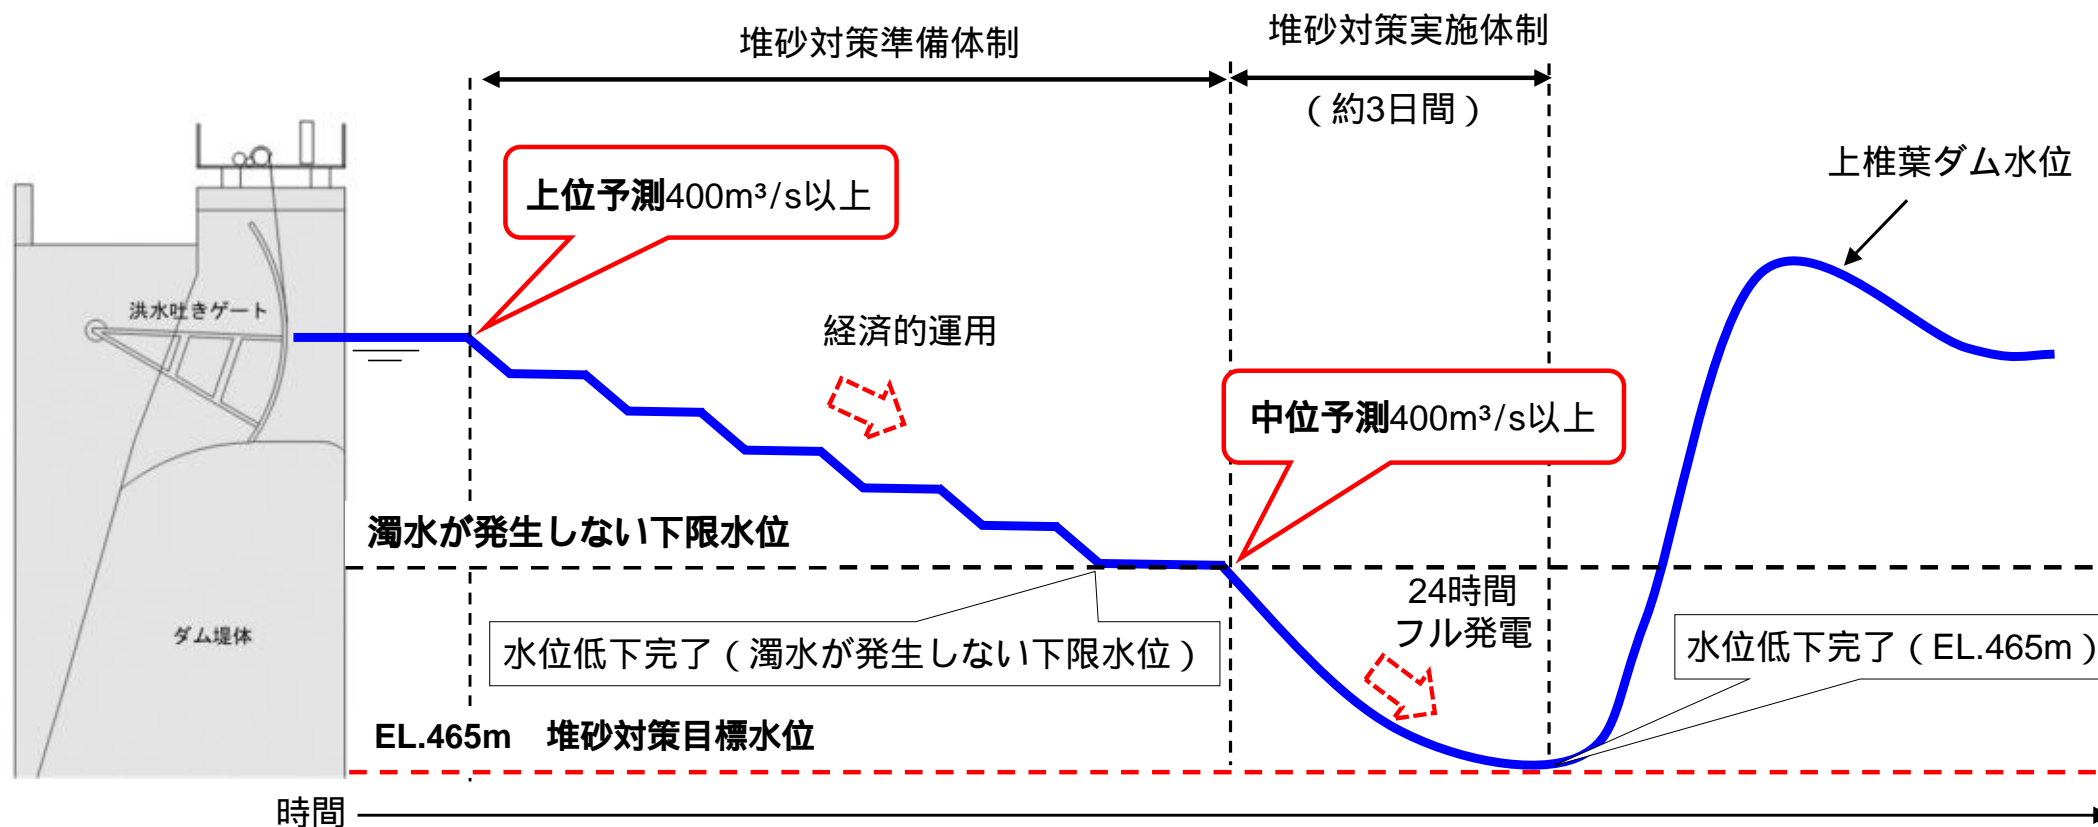 堆砂対策準備体制
堆砂対策実施体制
（約3日間）
上椎葉ダム水位
上位予測400m³/s以上
洪水吐きゲート
経済的運用
中位予測400m³/s以上
濁水が発生しない下限水位
24時間
フル発電
ダム堤体
水位低下完了（濁水が発生しない下限水位）
水位低下完了（EL.465m）
EL.465m　堆砂対策目標水位
時間